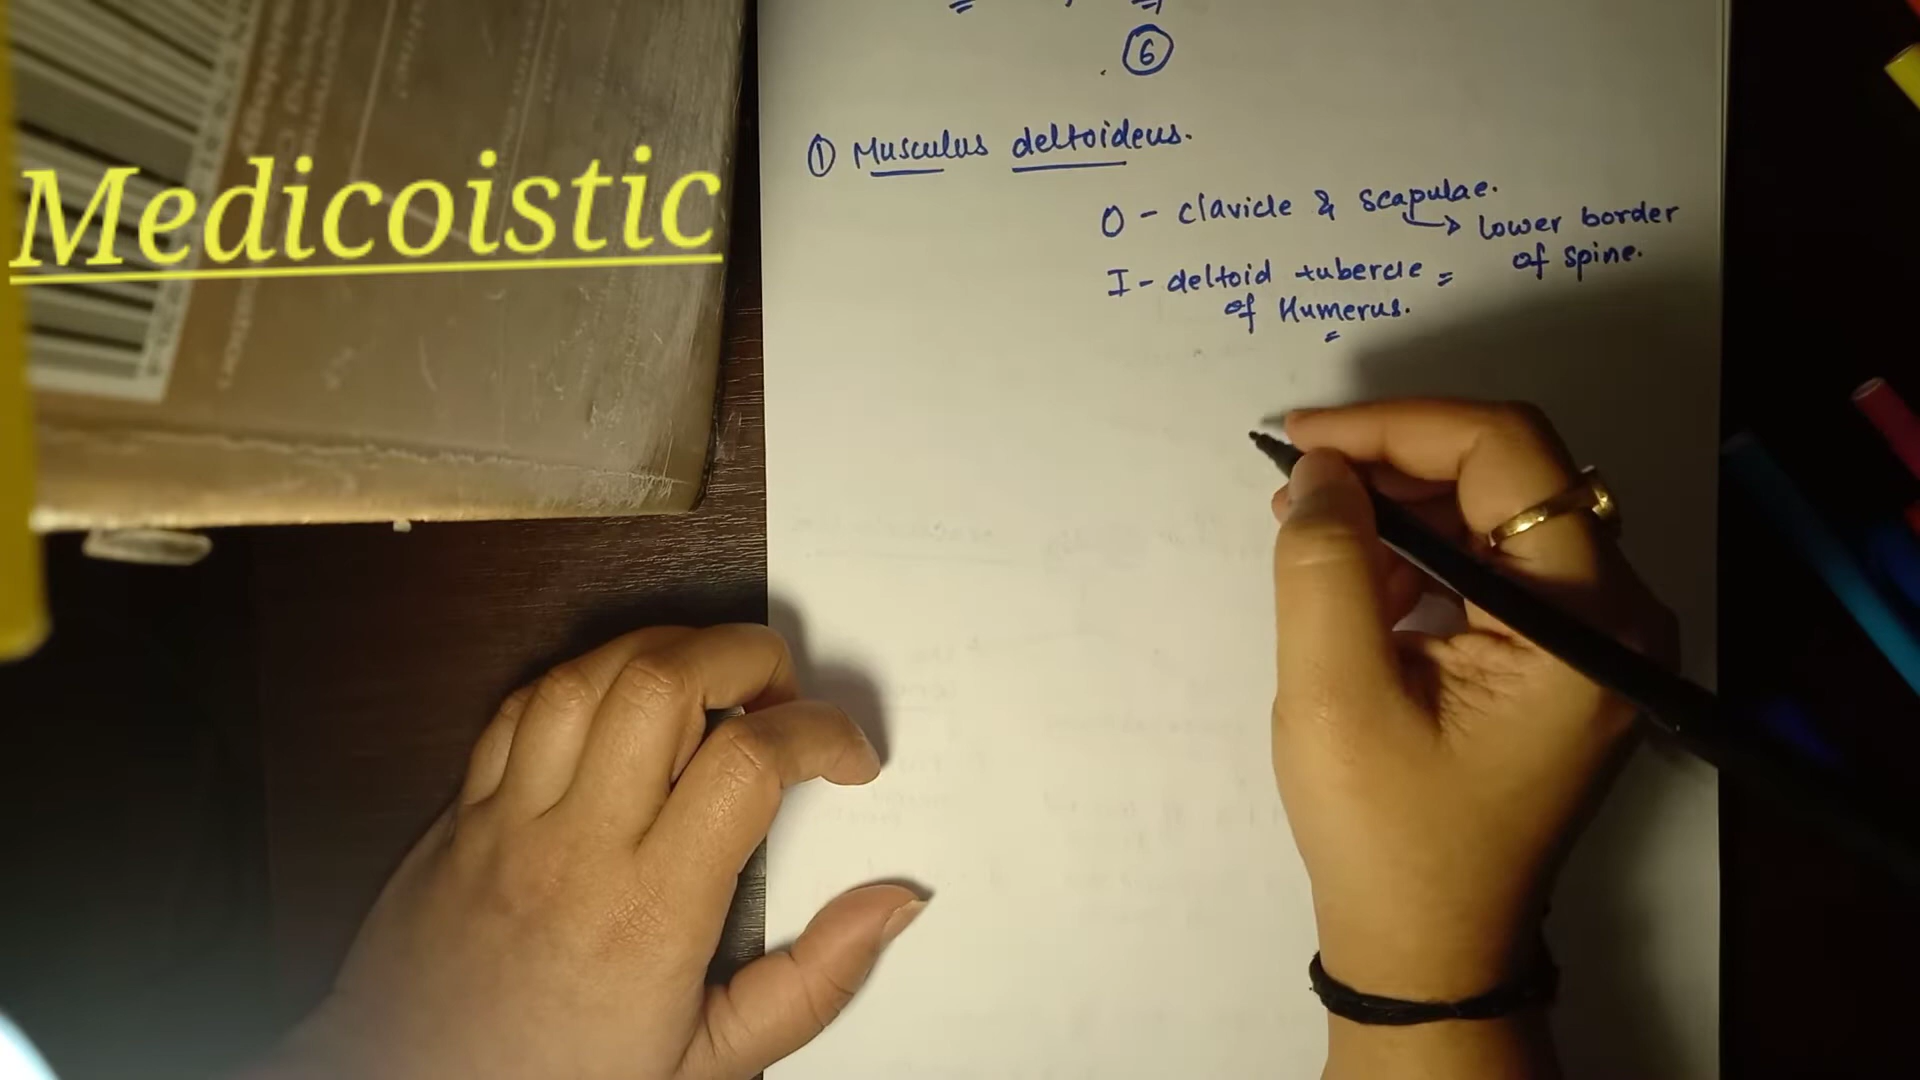 Medicoistic
6
① Musculus deltoideus.
O - clavicle & scapulae.
↳ lower border
of spine.
I - deltoid tubercle =
of Humerus.